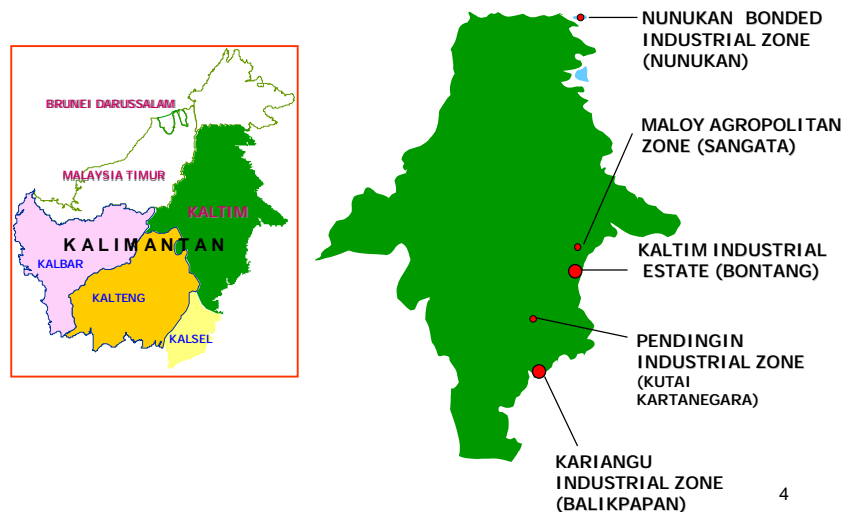 BRUNEI DARUSSALAM
MALAYSIA TIMUR
KALTIM
KALIMANTAN
KALBAR
KALTENG
KALSEL
NUNUKAN BONDED
INDUSTRIAL ZONE
(NUNUKAN)
MALOY AGROPOLITAN
ZONE (SANGATA)
KALTIM INDUSTRIAL
ESTATE (BONTANG)
PENDINGIN
INDUSTRIAL ZONE
(KUTAI
KARTANEGARA)
KARIANGU
INDUSTRIAL ZONE
(BALIKPAPAN)
4